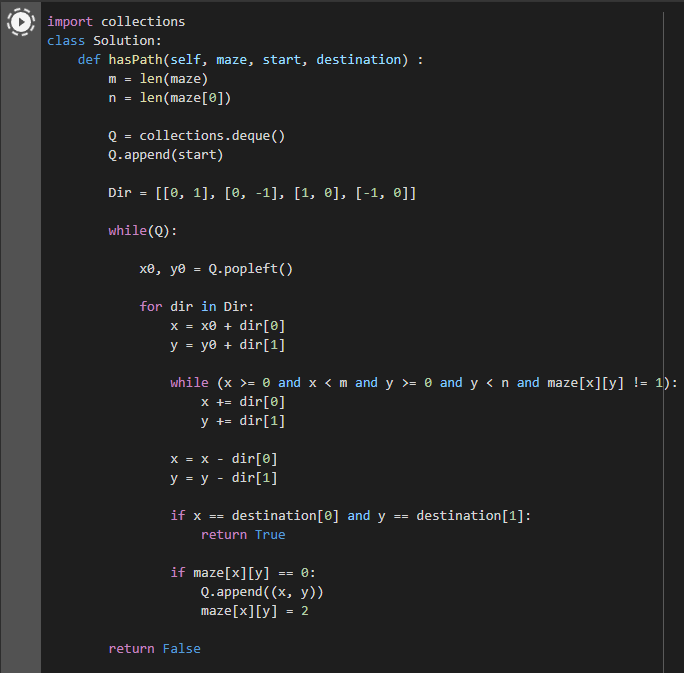 import collections
class Solution:
    def hasPath(self, maze, start, destination) :
        m = len(maze)
        n = len(maze[0])
        Q = collections.deque()
        Q.append(start)
        Dir = [[0, 1], [0, -1], [1, 0], [-1, 0]]
        while(Q):
            x0, y0 = Q.popleft()
            for dir in Dir:
                x = x0 + dir[0]
                y = y0 + dir[1]
                while (x >= 0 and x < m and y >= 0 and y < n and maze[x][y] != 1):
                    x += dir[0]
                    y += dir[1]
                x = x - dir[0]
                y = y - dir[1]
                if x == destination[0] and y == destination[1]:
                    return True
                if maze[x][y] == 0:
                    Q.append((x, y))
                    maze[x][y] = 2
        return False